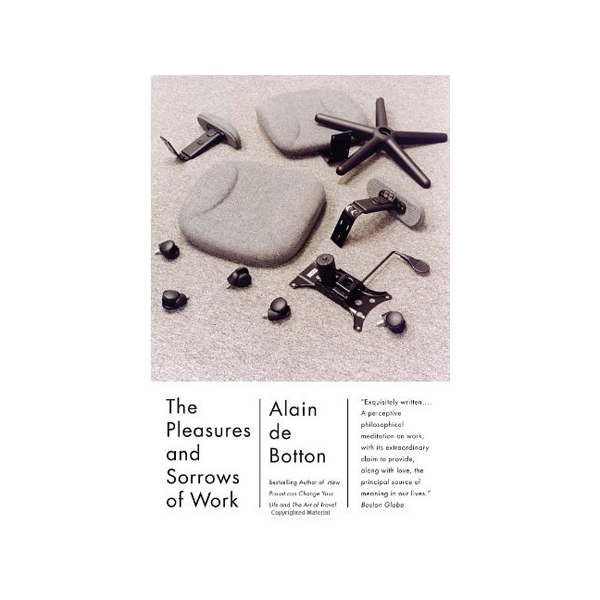 The
Pleasures
and
Sorrows
of Work
Alain
de
Botton
Bestselling Author of How
Proust can Change Your
Life and The Art of Travel
Copyrighted Material
"Exquisitely written....
A perceptive
philosophical
meditation on work,
with its extraordinary
claim to provide,
along with love, the
principal source of
meaning in our lives."
Boston Globe